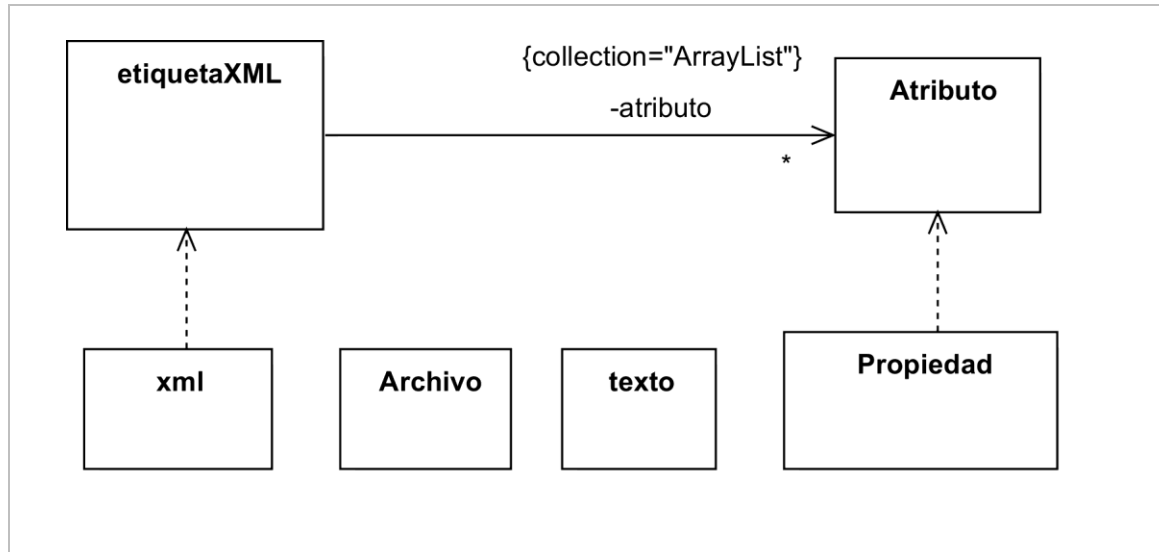 etiquetaXML
{collection="ArrayList"}
-atributo
*
Atributo
xml
Archivo
texto
Propiedad